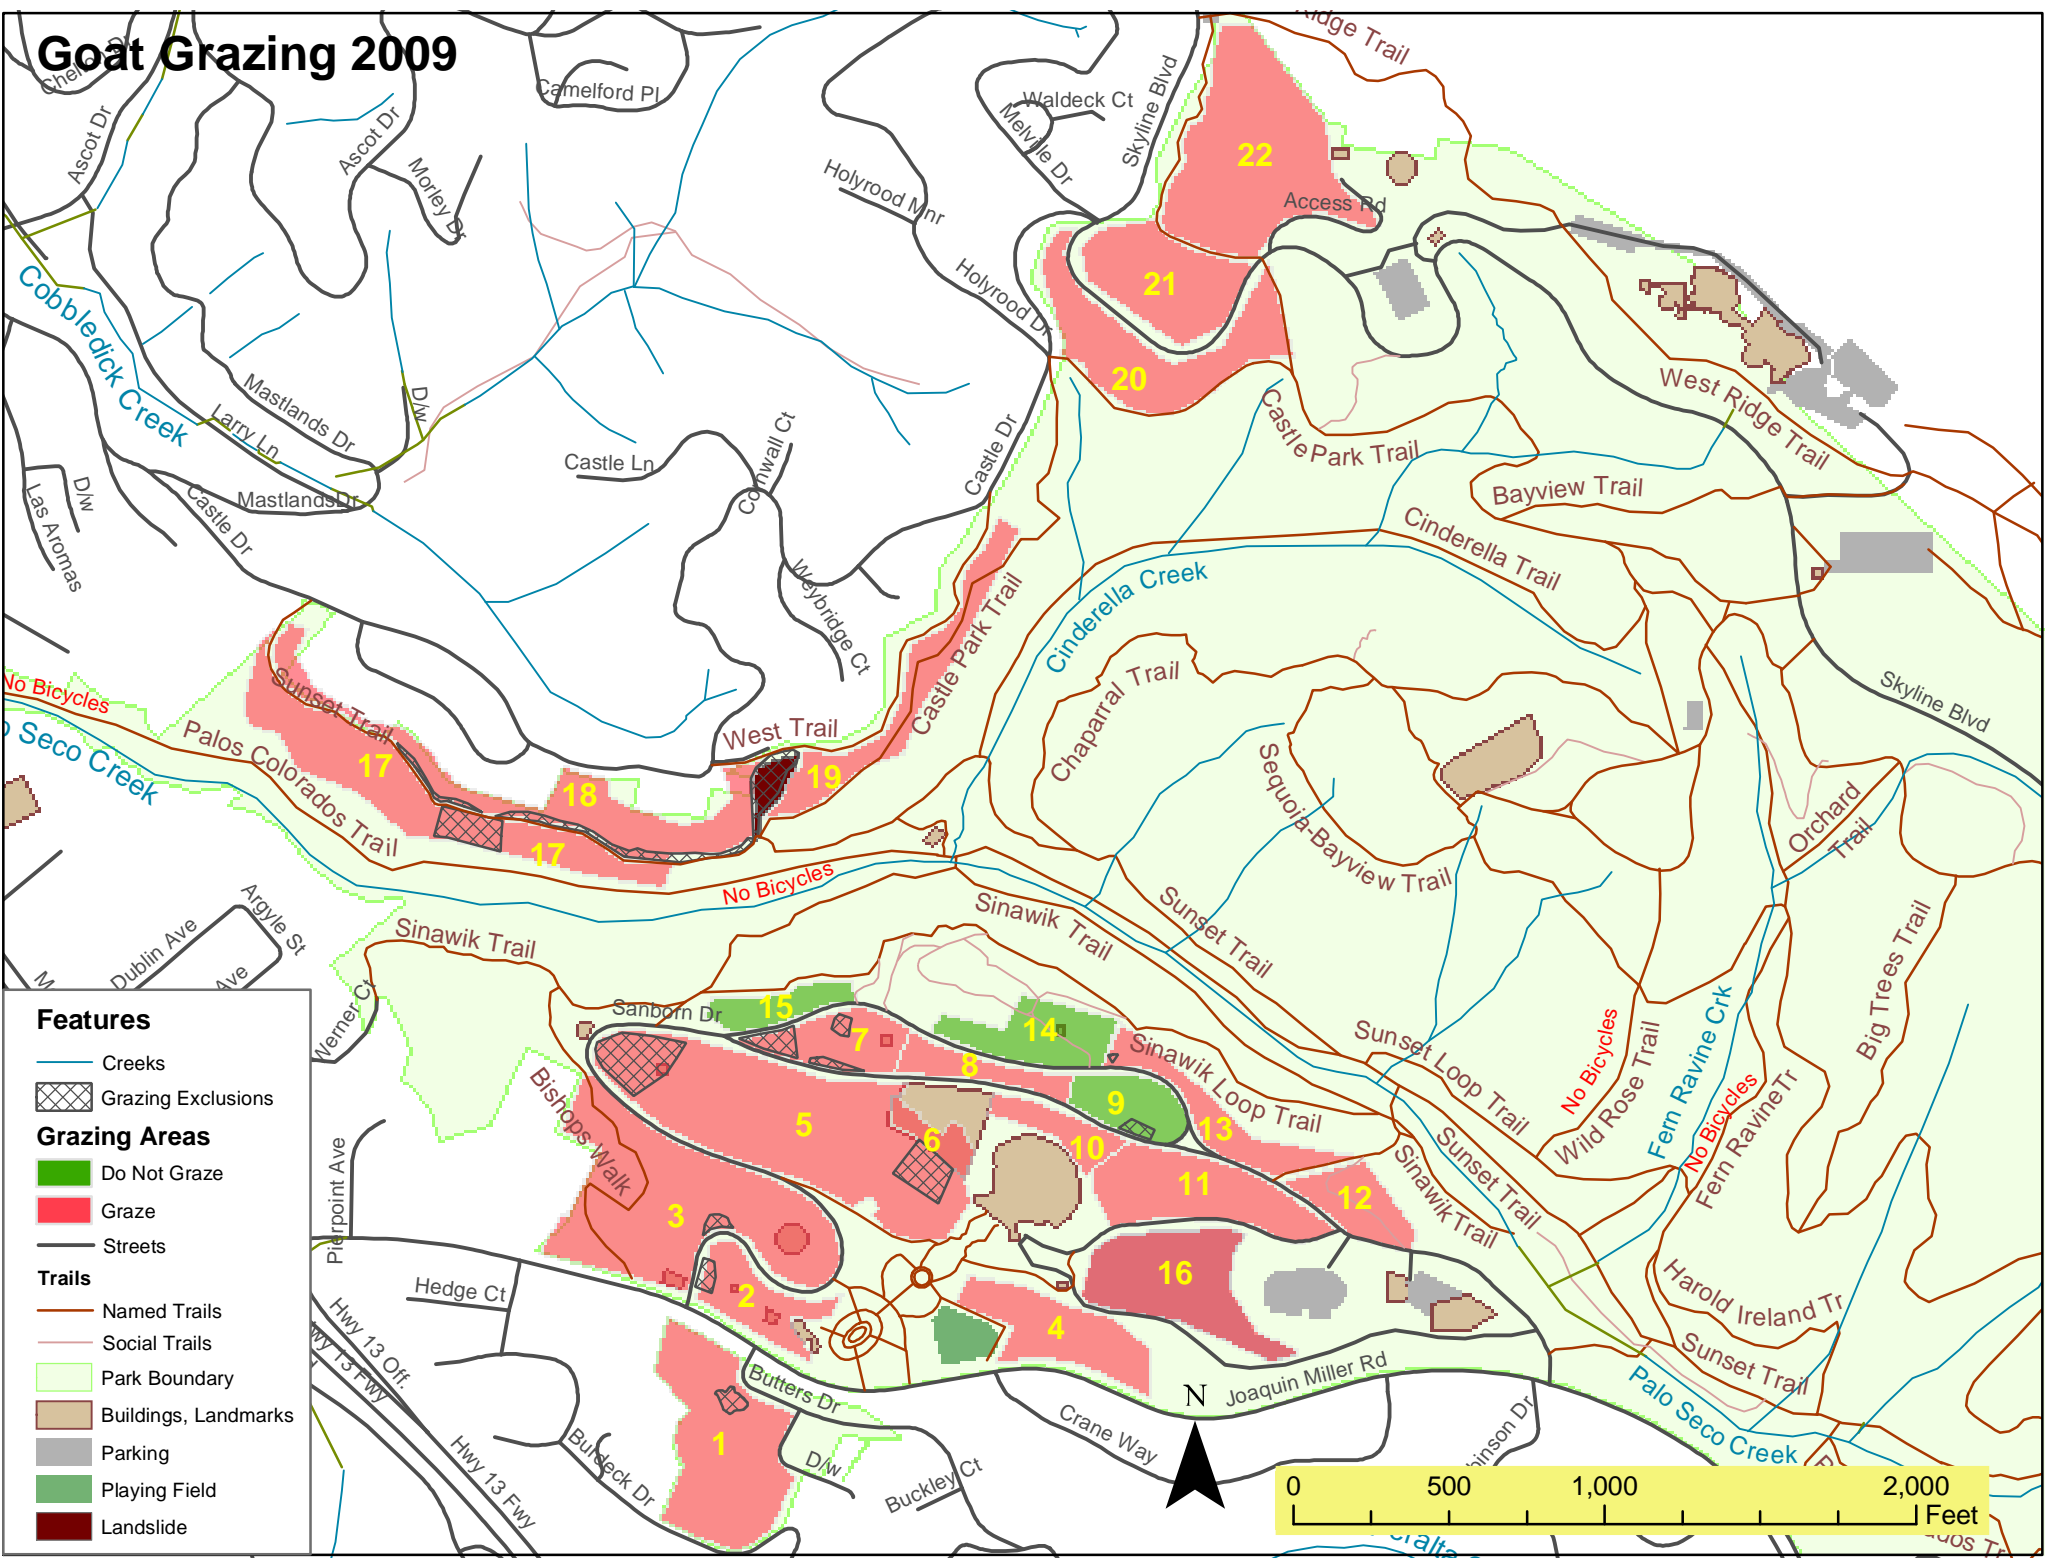 Goat Grazing 2009
Ridge Trail
Chelton Dr
Camelford Pl
Waldeck Ct
Skyline Blvd
Ascot Dr
Ascot Dr
Melville Dr
Morley Dr
22
Holyrood Mnr
Access Rd
Cobbledick Creek
Holyrood Dr
21
20
Mastlands Dr
D/w
West Ridge Trail
Larry Ln
Castle Park Trail
Castle Ln
Cornwall Ct
Castle Dr
D/w
Las Aromas
Mastlands Dr
Castle Dr
Bayview Trail
Cinderella Trail
Cinderella Creek
Weybridge Ct
Castle Park Trail
Chaparral Trail
No Bicycles
Sunset Trail
Skyline Blvd
o Seco Creek
Palos Colorados Trail
West Trail
17
18
19
17
Sequoia-Bayview Trail
Orchard
Trail
No Bicycles
Argyle St
Dublin Ave
Ave
M
Sinawik Trail
Sinawik Trail
Sunset Trail
Big Trees Trail
Werner Ct
Sanborn Dr
15
14
7
8
9
Sinawik Loop Trail
13
Sunset Loop Trail
No Bicycles
Wild Rose Trail
Fern Ravine Crk
No Bicycles
Fern Ravine Tr
Bishops Walk
5
6
10
11
12
Sunset Trail
Sinawik Trail
Pierpoint Ave
3
2
16
4
Hedge Ct
Harold Ireland Tr
Sunset Trail
Hwy 13 Off.
Hwy 13 Fwy
Butters Dr
Joaquin Miller Rd
Palo Seco Creek
1
Crane Way
Burdeck Dr
D/w
Buckley Ct
binson Dr
Hwy 13 Fwy
N
Features
Creeks
Grazing Exclusions
Grazing Areas
Do Not Graze
Graze
Streets
Trails
Named Trails
Social Trails
Park Boundary
Buildings, Landmarks
Parking
Playing Field
Landslide
0 500 1,000 2,000
Feet
eralta
dos Tr